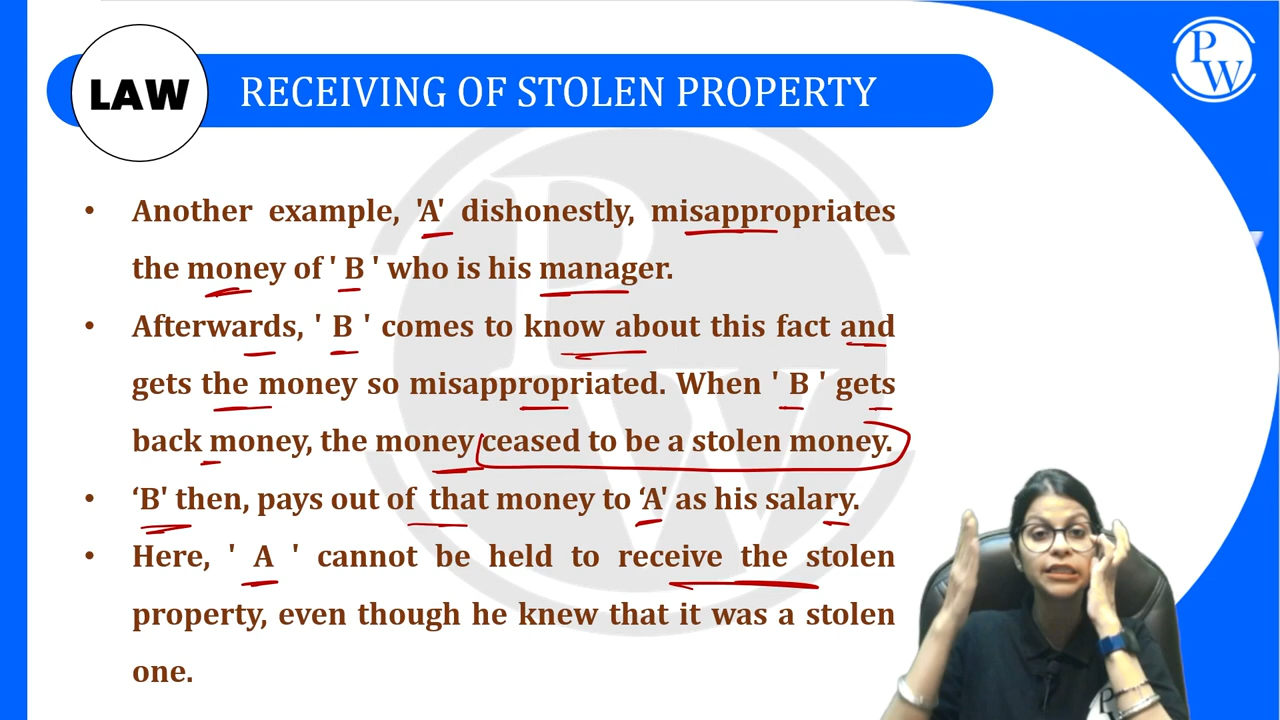 LAW
RECEIVING OF STOLEN PROPERTY
PW
• Another example, 'A' dishonestly, misappropriates
the money of ' B ' who is his manager.
• Afterwards, ' B ' comes to know about this fact and
gets the money so misappropriated. When ' B ' gets
back money, the money ceased to be a stolen money.
• ‘B' then, pays out of that money to ‘A' as his salary.
• Here, ' A ' cannot be held to receive the stolen
property, even though he knew that it was a stolen
one.